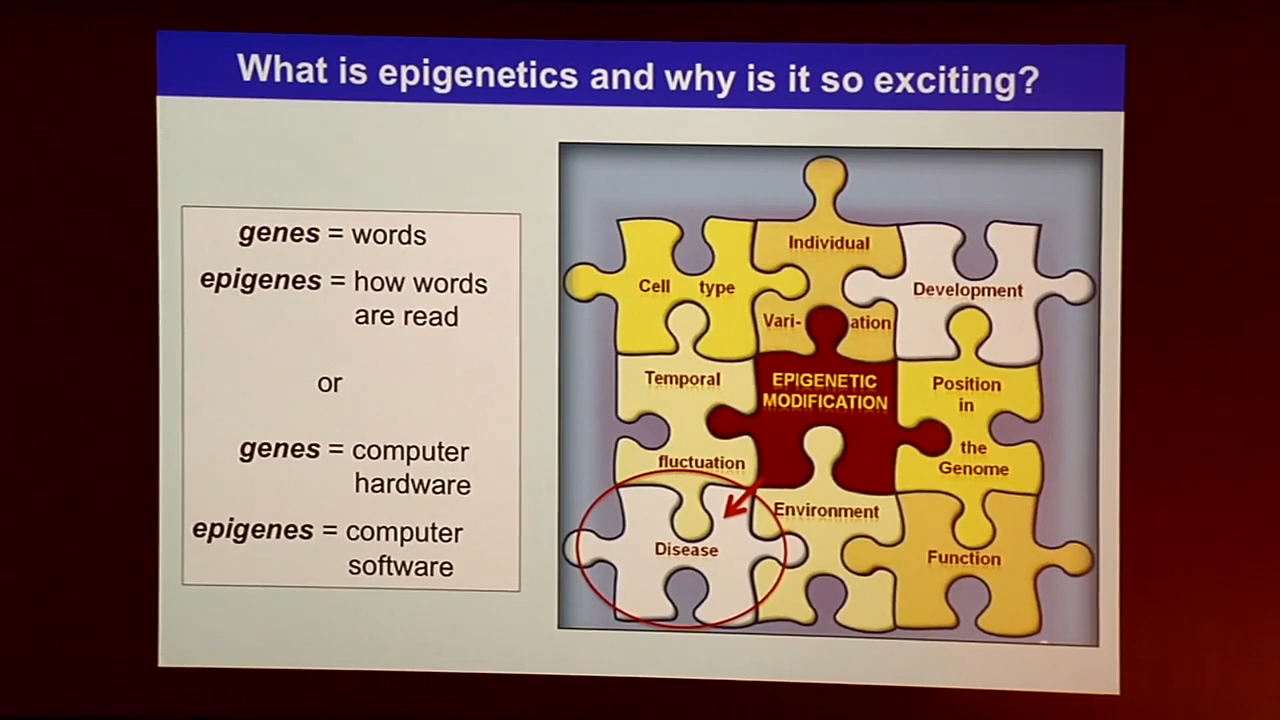 What is epigenetics and why is it so exciting?
genes = words
epigenes = how words
are read
or
genes = computer
hardware
epigenes = computer
software
Cell type
Individual
Vari- ation
Development
Temporal
fluctuation
EPIGENETIC
MODIFICATION
Position
in
the
Genome
Disease
Environment
Function